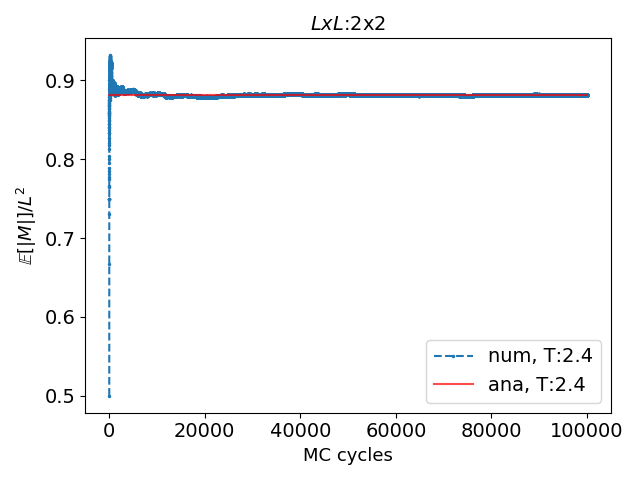 LxL:2x2
𝔼[|M|]/L²
0.9
0.8
0.7
0.6
0.5
num, T:2.4
ana, T:2.4
0 20000 40000 60000 80000 100000
MC cycles